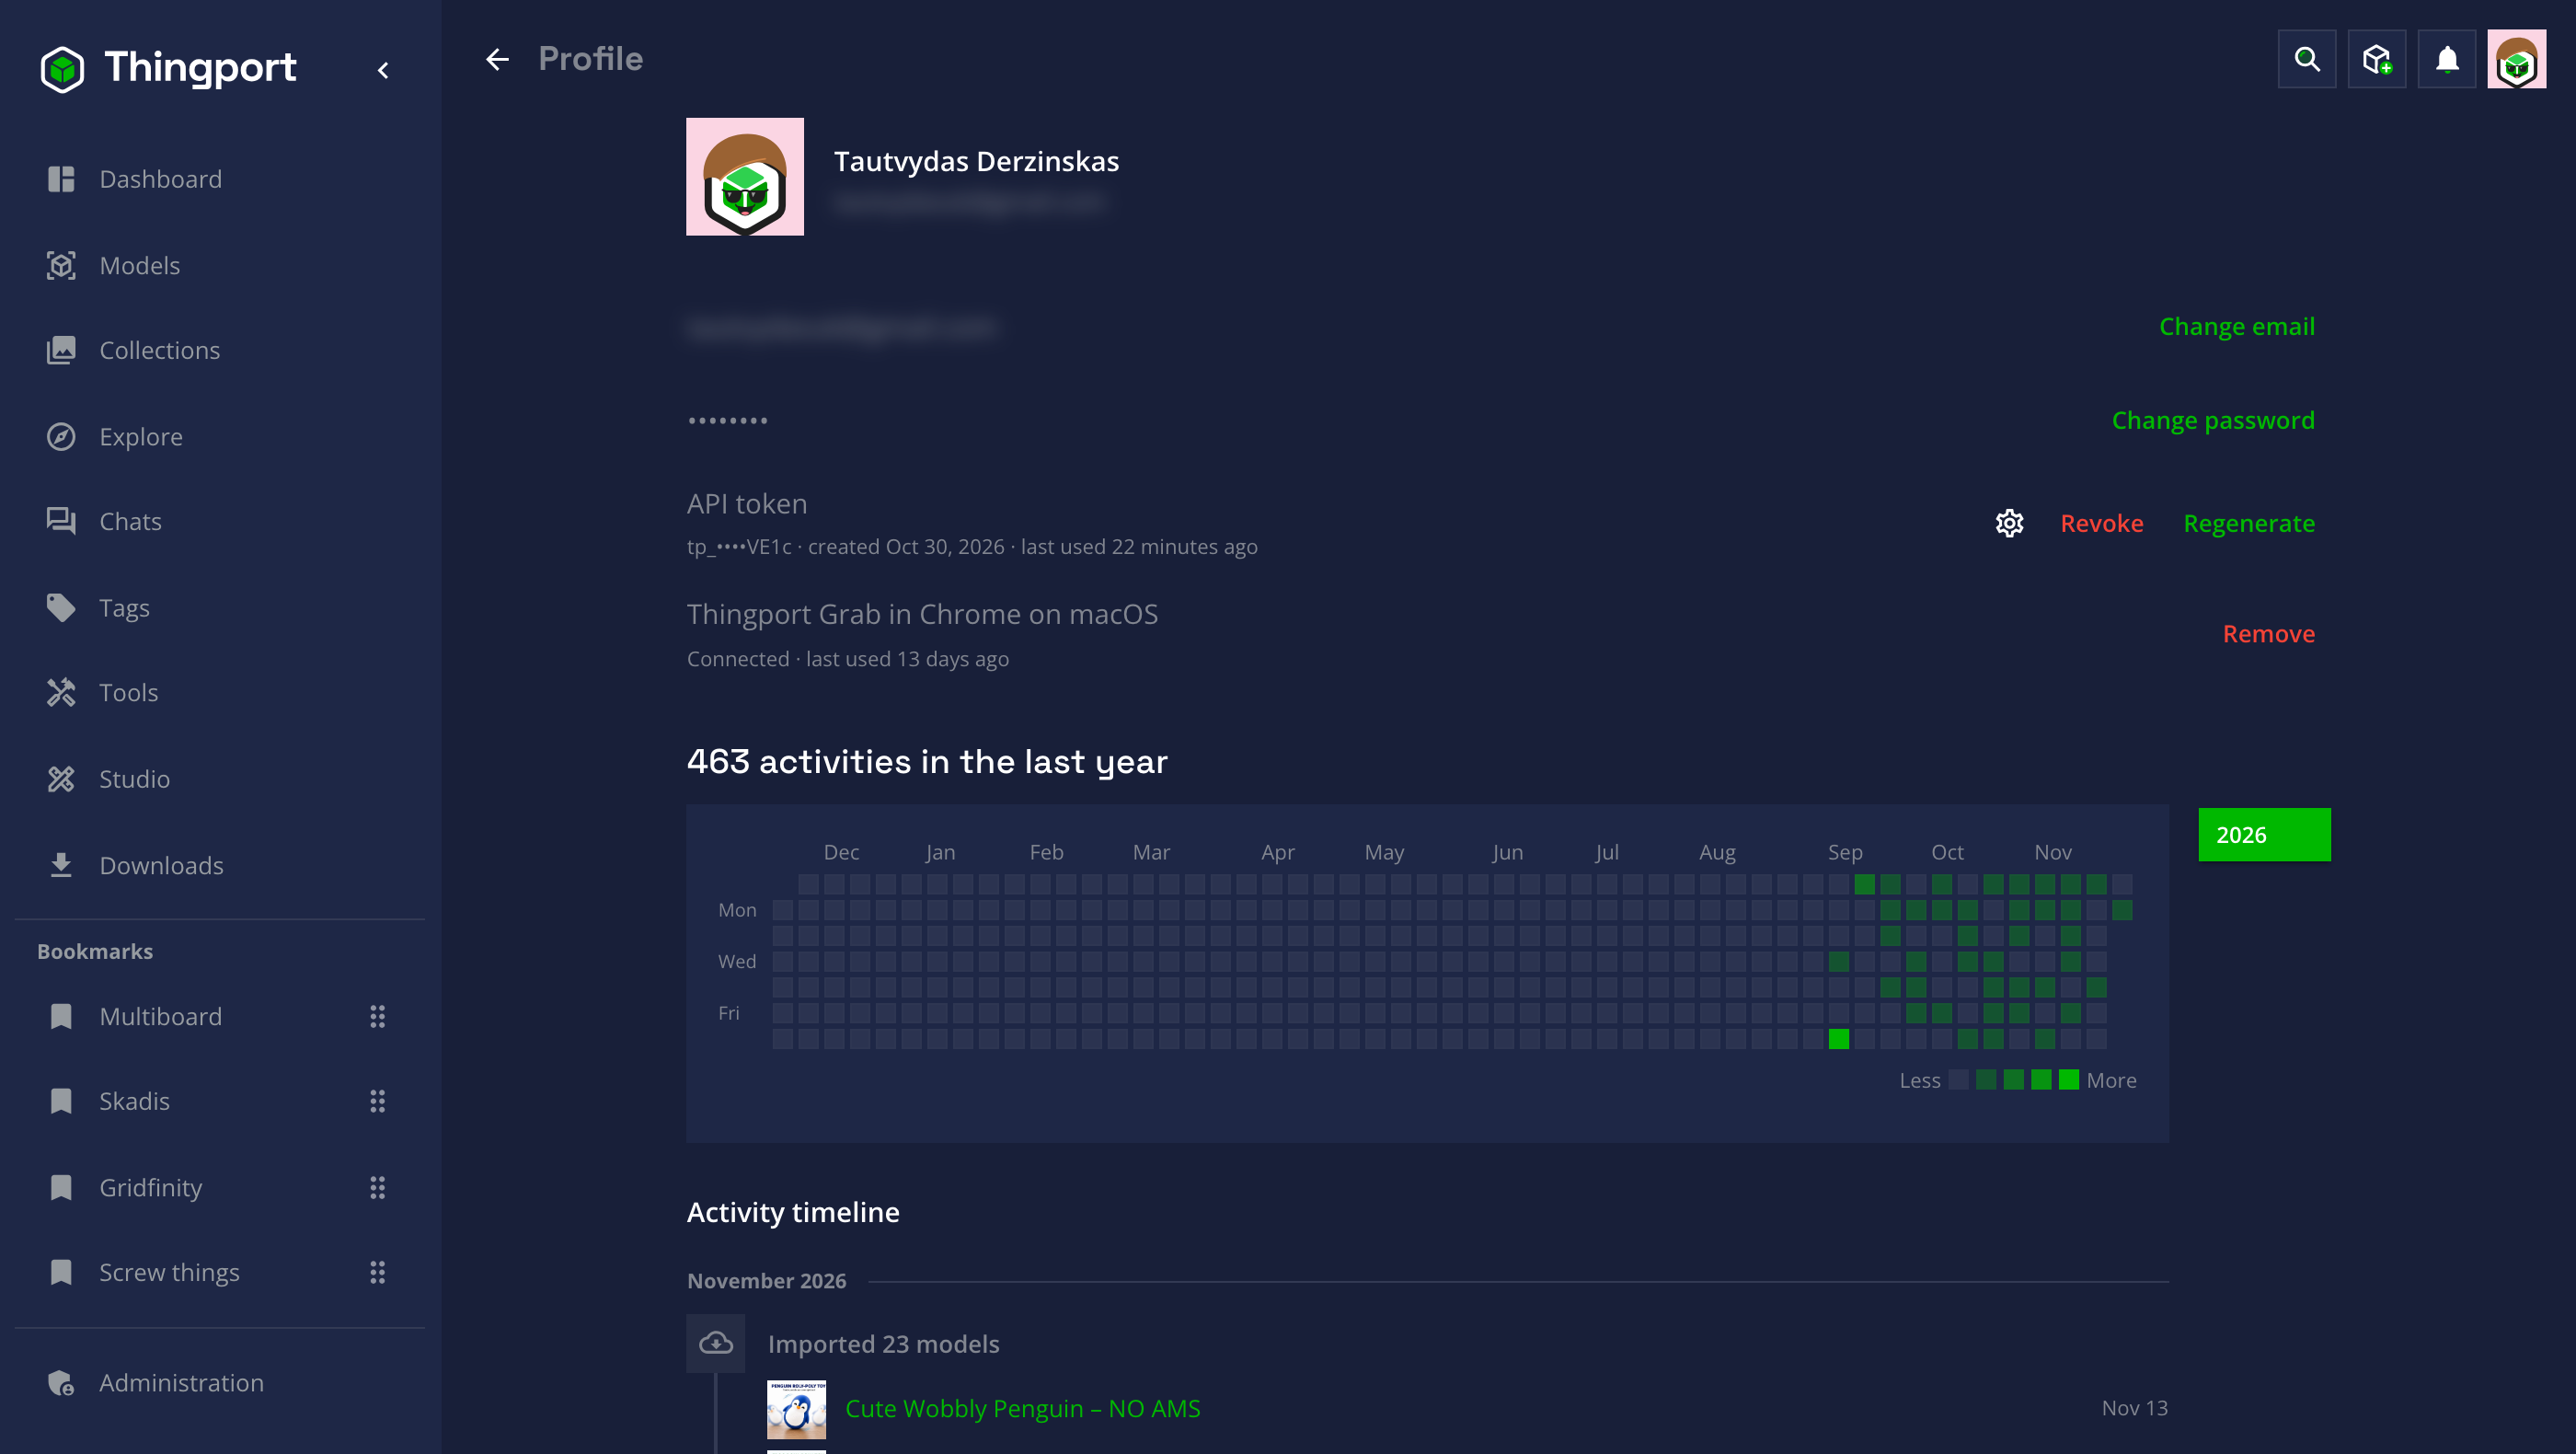 Thingport
Profile
Dashboard
Models
Collections
Explore
Chats
Tags
Tools
Studio
Downloads
Bookmarks
Multiboard
Skadis
Gridfinity
Screw things
Administration
Tautvydas Derzinskas
Change email
•••••••• Change password
API token
tp_••••VE1c · created Oct 30, 2026 · last used 22 minutes ago
Revoke Regenerate
Thingport Grab in Chrome on macOS
Connected · last used 13 days ago
Remove
463 activities in the last year
2026
Dec Jan Feb Mar Apr May Jun Jul Aug Sep Oct Nov
Mon
Wed
Fri
Less More
Activity timeline
November 2026
Imported 23 models
Cute Wobbly Penguin – NO AMS Nov 13